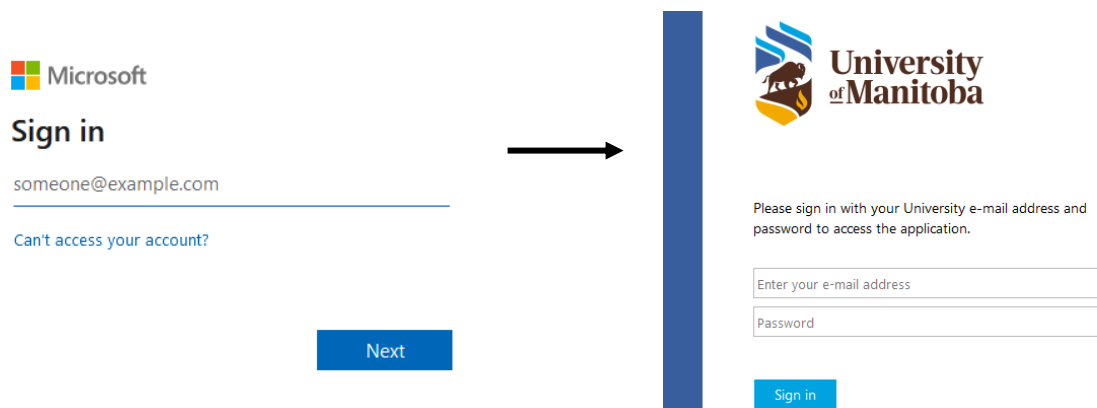 Microsoft
Sign in
someone@example.com
Can't access your account?
Next
University
of Manitoba
Please sign in with your University e-mail address and
password to access the application.
Enter your e-mail address
Password
Sign in